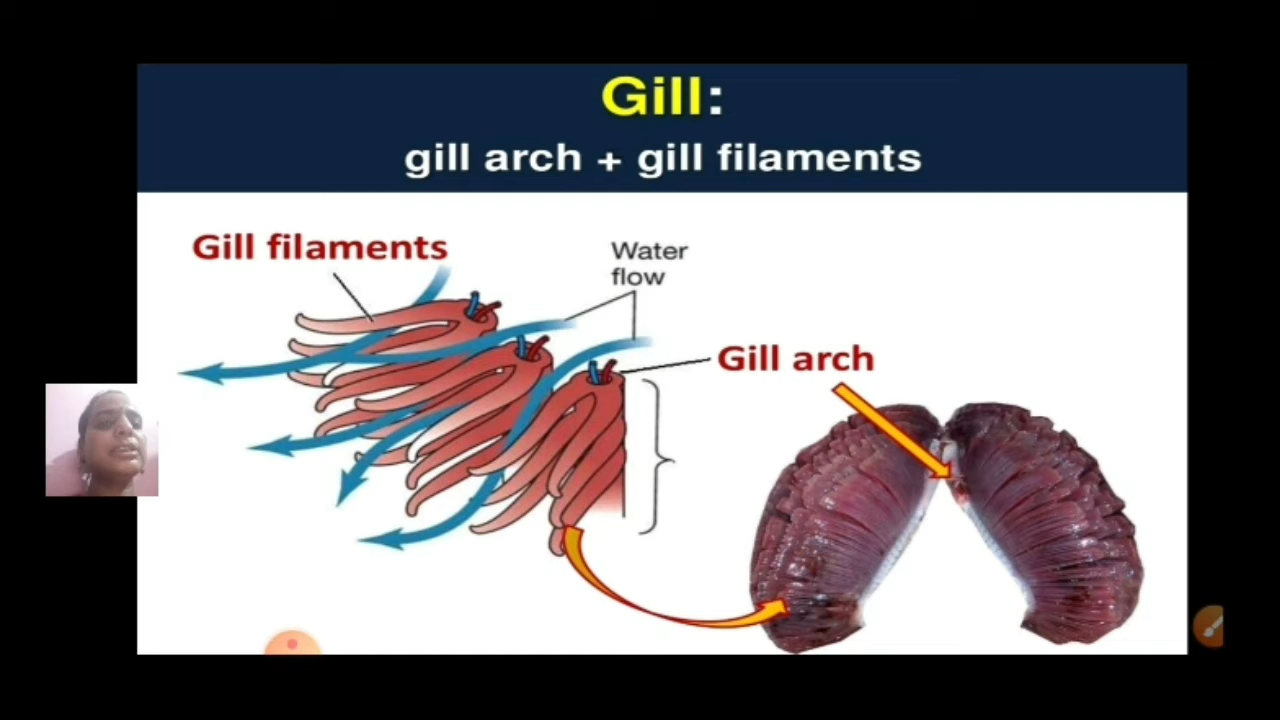 Gill:
gill arch + gill filaments
Gill filaments
Water
flow
Gill arch